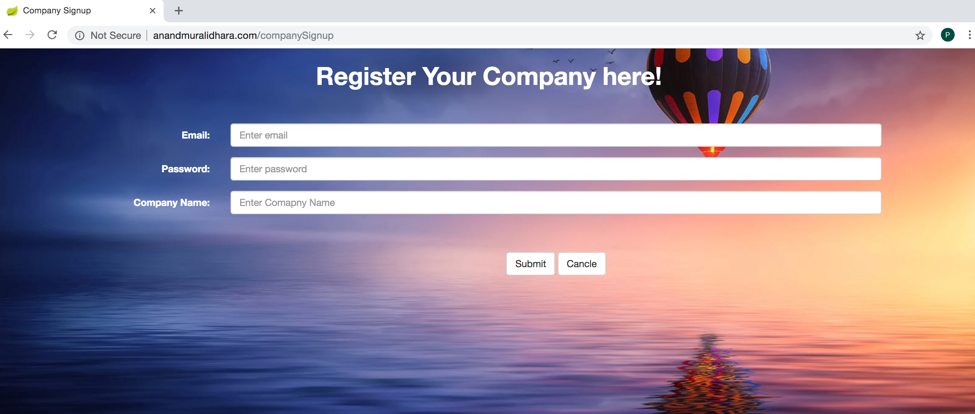 Company Signup
Not Secure anandmuralidhara.com/companySignup
P
Register Your Company here!
Email: Enter email
Password: Enter password
Company Name: Enter Comapny Name
Submit Cancle